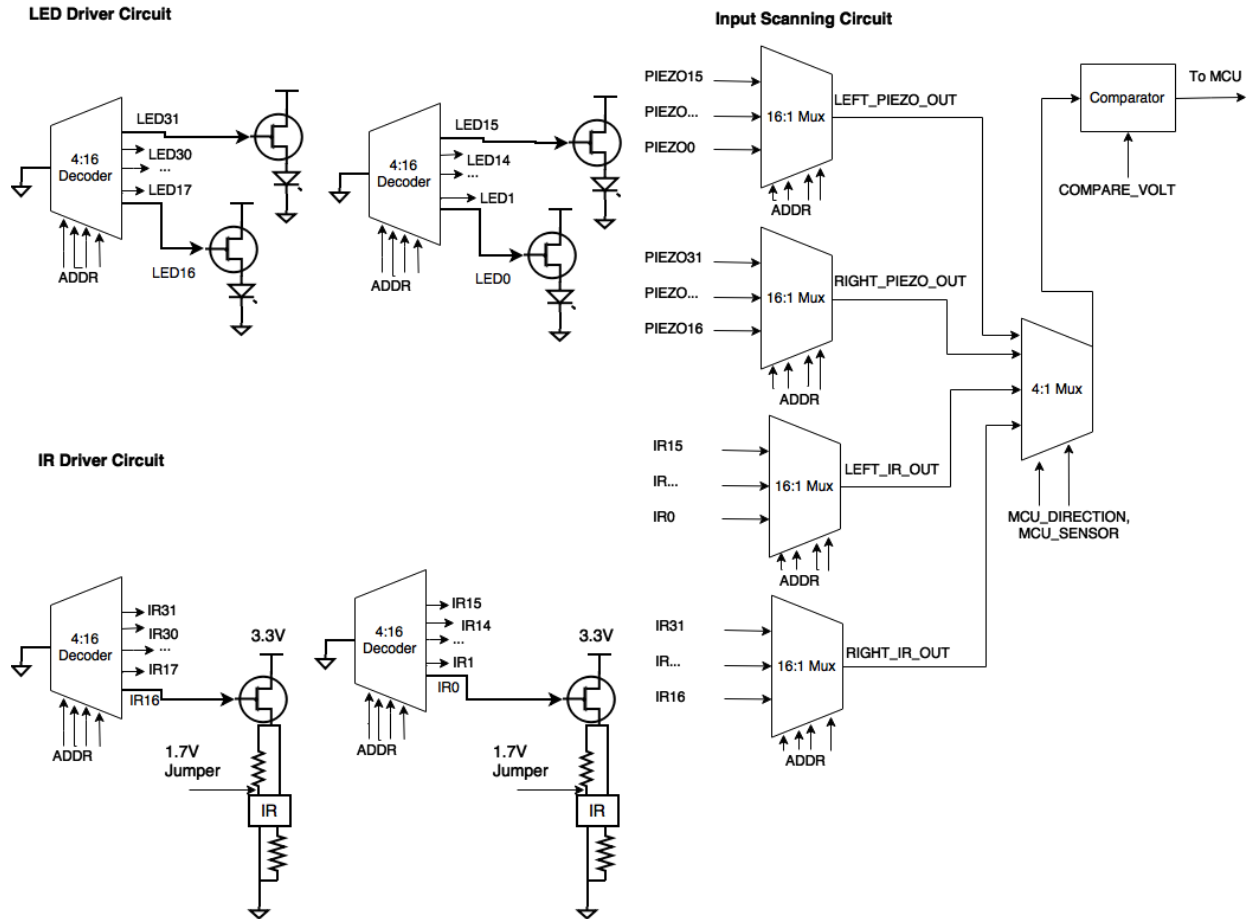 LED Driver Circuit
LED31
LED30
...
LED17
4:16
Decoder
ADDR
LED16
LED15
LED14
...
LED1
4:16
Decoder
ADDR
LED0
IR Driver Circuit
IR31
IR30
...
IR17
IR16
4:16
Decoder
ADDR
3.3V
1.7V
Jumper
IR
IR15
IR14
...
IR1
IR0
4:16
Decoder
ADDR
3.3V
1.7V
Jumper
IR
Input Scanning Circuit
PIEZO15
PIEZO...
PIEZO0
16:1 Mux
ADDR
LEFT_PIEZO_OUT
PIEZO31
PIEZO...
PIEZO16
16:1 Mux
ADDR
RIGHT_PIEZO_OUT
IR15
IR...
IR0
16:1 Mux
ADDR
LEFT_IR_OUT
IR31
IR...
IR16
16:1 Mux
ADDR
RIGHT_IR_OUT
4:1 Mux
MCU_DIRECTION,
MCU_SENSOR
Comparator
To MCU
COMPARE_VOLT